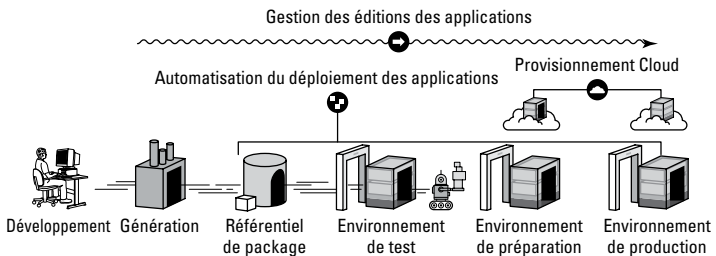 Gestion des éditions des applications
Provisionnement Cloud
Automatisation du déploiement des applications
Développement
Génération
Référentiel
de package
Environnement
de test
Environnement
de préparation
Environnement
de production